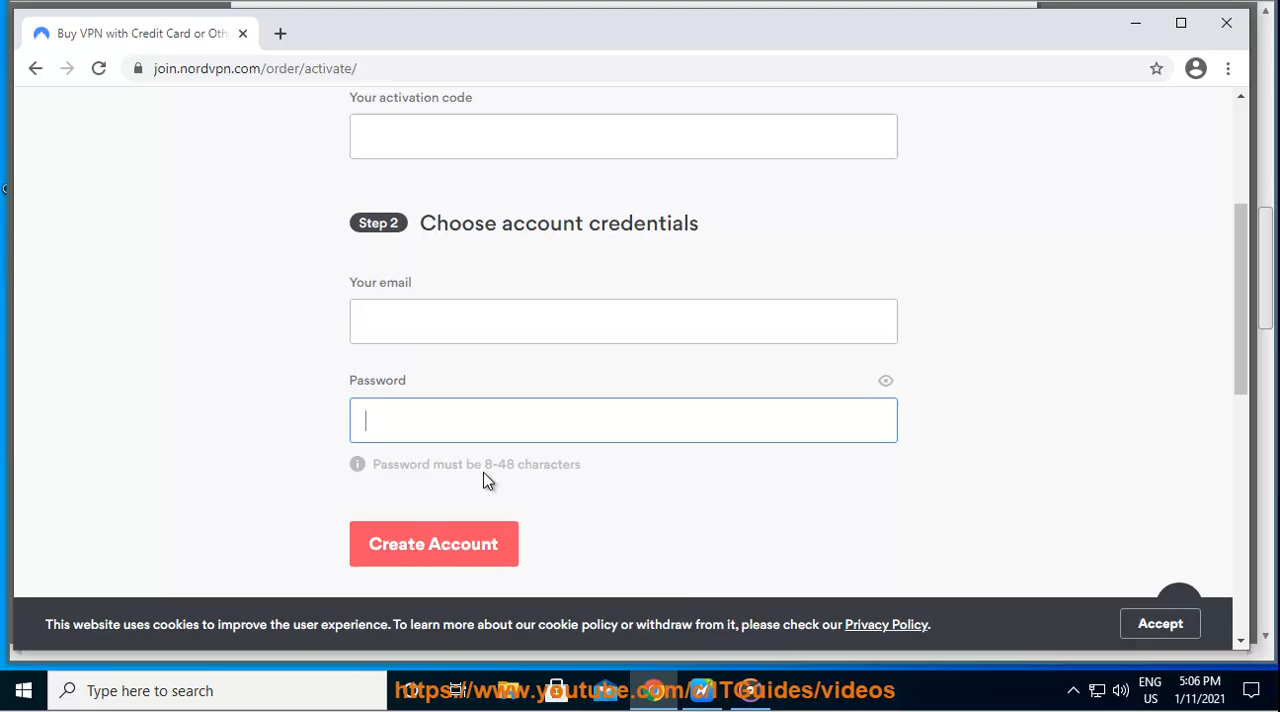 Buy VPN with Credit Card or Oth
join.nordvpn.com/order/activate/
Your activation code
Step 2 Choose account credentials
Your email
Password
Password must be 8-48 characters
Create Account
This website uses cookies to improve the user experience. To learn more about our cookie policy or withdraw from it, please check our Privacy Policy.
Accept
Type here to search
ENG
US
5:06 PM
1/11/2021